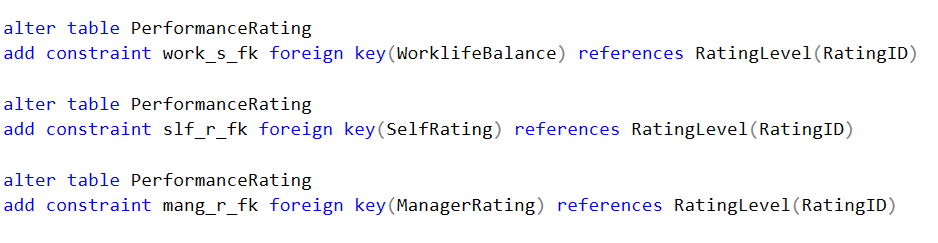 alter table PerformanceRating
add constraint work_s_fk foreign key(WorklifeBalance) references RatingLevel(RatingID)
alter table PerformanceRating
add constraint slf_r_fk foreign key(SelfRating) references RatingLevel(RatingID)
alter table PerformanceRating
add constraint mang_r_fk foreign key(ManagerRating) references RatingLevel(RatingID)